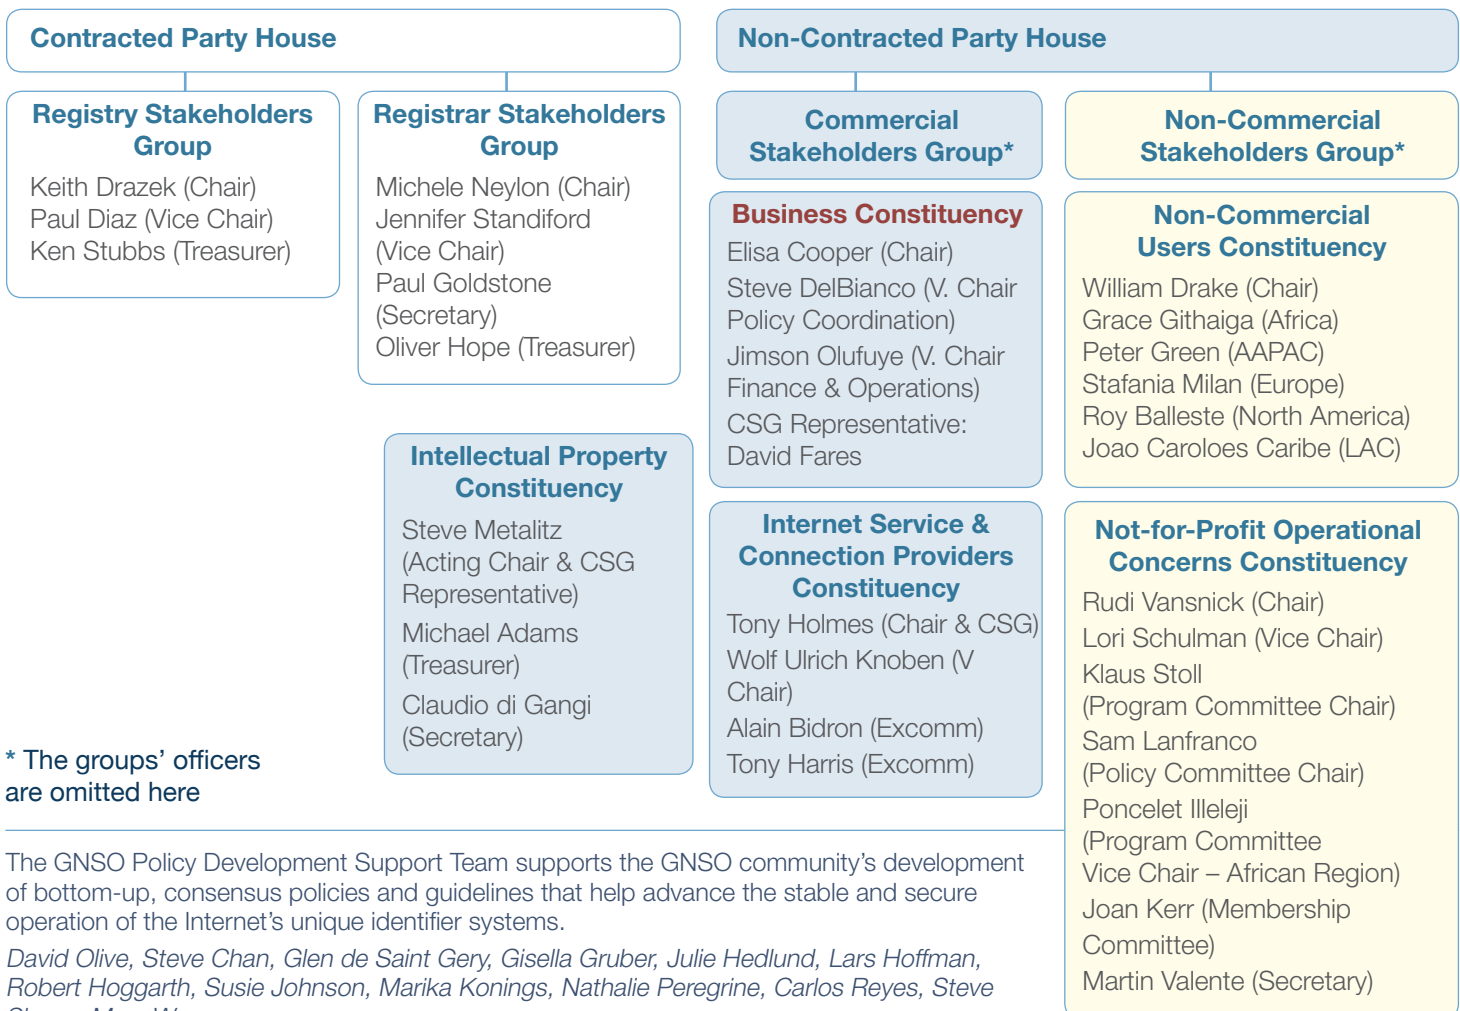 Contracted Party House
Registry Stakeholders
Group
Keith Drazek (Chair)
Paul Diaz (Vice Chair)
Ken Stubbs (Treasurer)
Registrar Stakeholders
Group
Michele Neylon (Chair)
Jennifer Standiford
(Vice Chair)
Paul Goldstone
(Secretary)
Oliver Hope (Treasurer)
Non-Contracted Party House
Commercial
Stakeholders Group*
Business Constituency
Elisa Cooper (Chair)
Steve DelBianco (V. Chair
Policy Coordination)
Jimson Olufuye (V. Chair
Finance & Operations)
CSG Representative:
David Fares
Intellectual Property
Constituency
Steve Metalitz
(Acting Chair & CSG
Representative)
Michael Adams
(Treasurer)
Claudio di Gangi
(Secretary)
Internet Service &
Connection Providers
Constituency
Tony Holmes (Chair & CSG)
Wolf Ulrich Knoben (V
Chair)
Alain Bidron (Excomm)
Tony Harris (Excomm)
Non-Commercial
Stakeholders Group*
Non-Commercial
Users Constituency
William Drake (Chair)
Grace Githaiga (Africa)
Peter Green (AAPAC)
Stafania Milan (Europe)
Roy Balleste (North America)
Joao Caroloes Caribe (LAC)
Not-for-Profit Operational
Concerns Constituency
Rudi Vansnick (Chair)
Lori Schulman (Vice Chair)
Klaus Stoll
(Program Committee Chair)
Sam Lanfranco
(Policy Committee Chair)
Poncelet Illeleji
(Program Committee
Vice Chair – African Region)
Joan Kerr (Membership
Committee)
Martin Valente (Secretary)
* The groups' officers
are omitted here
The GNSO Policy Development Support Team supports the GNSO community's development
of bottom-up, consensus policies and guidelines that help advance the stable and secure
operation of the Internet's unique identifier systems.
David Olive, Steve Chan, Glen de Saint Gery, Gisella Gruber, Julie Hedlund, Lars Hoffman,
Robert Hoggarth, Susie Johnson, Marika Konings, Nathalie Peregrine, Carlos Reyes, Steve